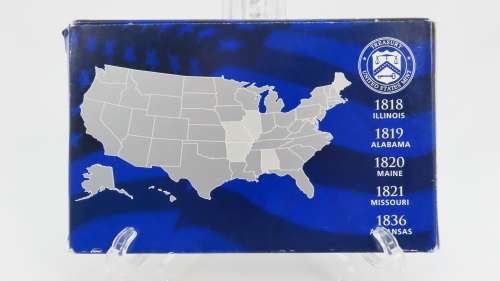 TREASURY
UNITED STATES MINT
1818
ILLINOIS
1819
ALABAMA
1820
MAINE
1821
MISSOURI
1836